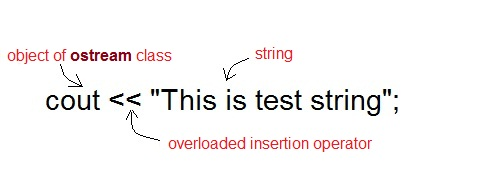 object of ostream class
string
cout << "This is test string";
overloaded insertion operator